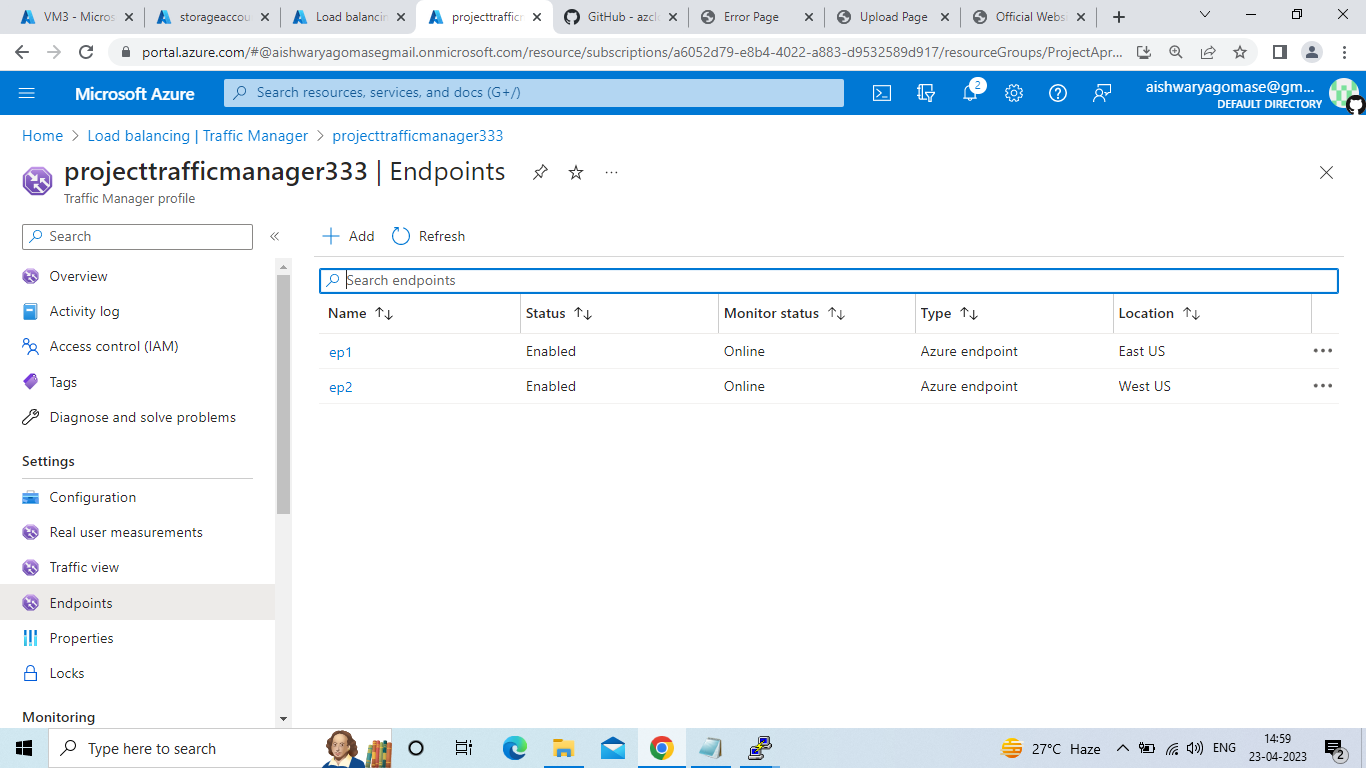 VM3 - Micros
storageaccou
Load balancin
projecttraffic
GitHub - azcl
Error Page
Upload Page
Official Websi
portal.azure.com/#@aishwaryagomasegmail.onmicrosoft.com/resource/subscriptions/a6052d79-e8b4-4022-a883-d9532589d917/resourceGroups/ProjectApr...
Microsoft Azure
Search resources, services, and docs (G+/)
2
aishwaryagomase@gm...
DEFAULT DIRECTORY
Home > Load balancing | Traffic Manager > projecttrafficmanager333
projecttrafficmanager333 | Endpoints
Traffic Manager profile
Search
Add
Refresh
Search endpoints
Name Status Monitor status Type Location
ep1 Enabled Online Azure endpoint East US
ep2 Enabled Online Azure endpoint West US
Overview
Activity log
Access control (IAM)
Tags
Diagnose and solve problems
Settings
Configuration
Real user measurements
Traffic view
Endpoints
Properties
Locks
Monitoring
Type here to search
27°C Haze
ENG
14:59
23-04-2023
2